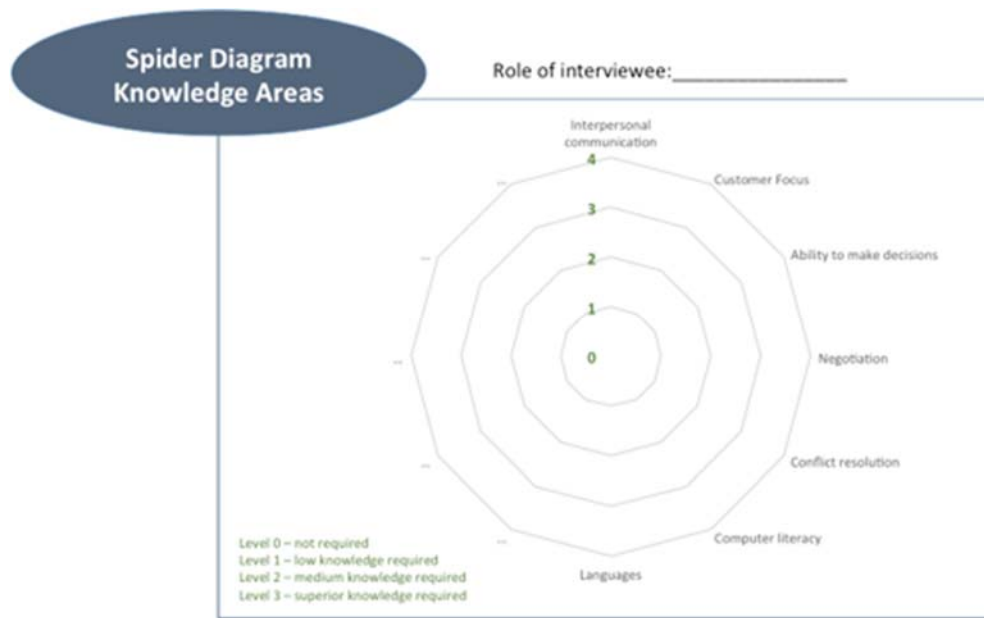 Spider Diagram
Knowledge Areas
Role of interviewee:________________
Interpersonal
communication
4
3
2
1
0
Customer Focus
Ability to make decisions
Negotiation
Conflict resolution
Computer literacy
Languages
...
...
...
...
...
Level 0 – not required
Level 1 – low knowledge required
Level 2 – medium knowledge required
Level 3 – superior knowledge required